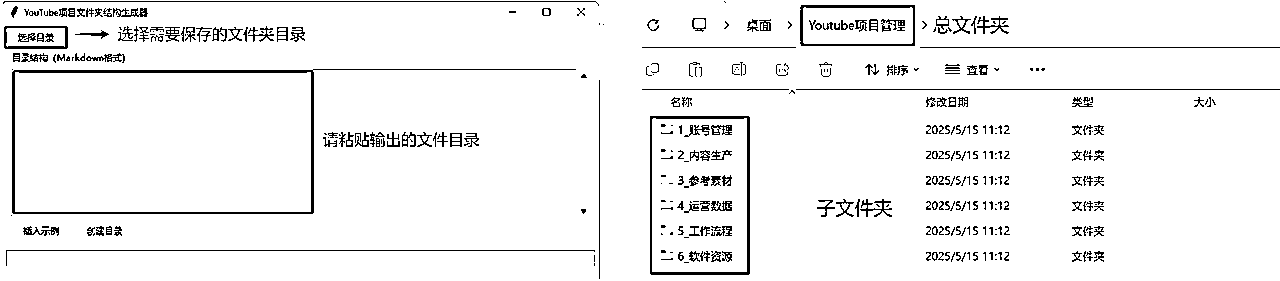 YouTube项目文件夹结构生成器
选择目录 选择需要保存的文件夹目录
目录结构（Markdown格式）
请粘贴输出的文件目录
插入示例 创建目录
桌面 Youtube项目管理 总文件夹
排序 查看
名称 修改日期 类型 大小
1_账号管理 2025/5/15 11:12 文件夹
2_内容生产 2025/5/15 11:12 文件夹
3_参考素材 2025/5/15 11:12 文件夹
4_运营数据 2025/5/15 11:12 文件夹
子文件夹
5_工作流程 2025/5/15 11:12 文件夹
6_软件资源 2025/5/15 11:12 文件夹